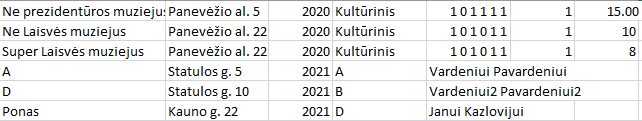 Ne prezidentūros muziejus Panevėžio al. 5 2020 Kultūrinis 1 0 1 1 1 1 1 15.00
Ne Laisvės muziejus Panevėžio al. 22 2020 Kultūrinis 1 0 1 0 1 1 1 10
Super Laisvės muziejus Panevėžio al. 22 2020 Kultūrinis 1 0 1 0 1 1 1 8
A Statulos g. 5 2021 A Vardeniui Pavardeniui
D Statulos g. 10 2021 B Vardeniui2 Pavardeniui2
Ponas Kauno g. 22 2021 D Janui Kazlovijui